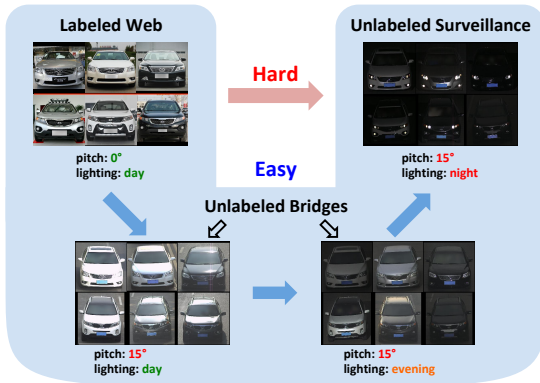 Labeled Web
Unlabeled Surveillance
Hard
pitch: 0°
lighting: day
pitch: 15°
lighting: night
Easy
Unlabeled Bridges
pitch: 15°
lighting: day
pitch: 15°
lighting: evening